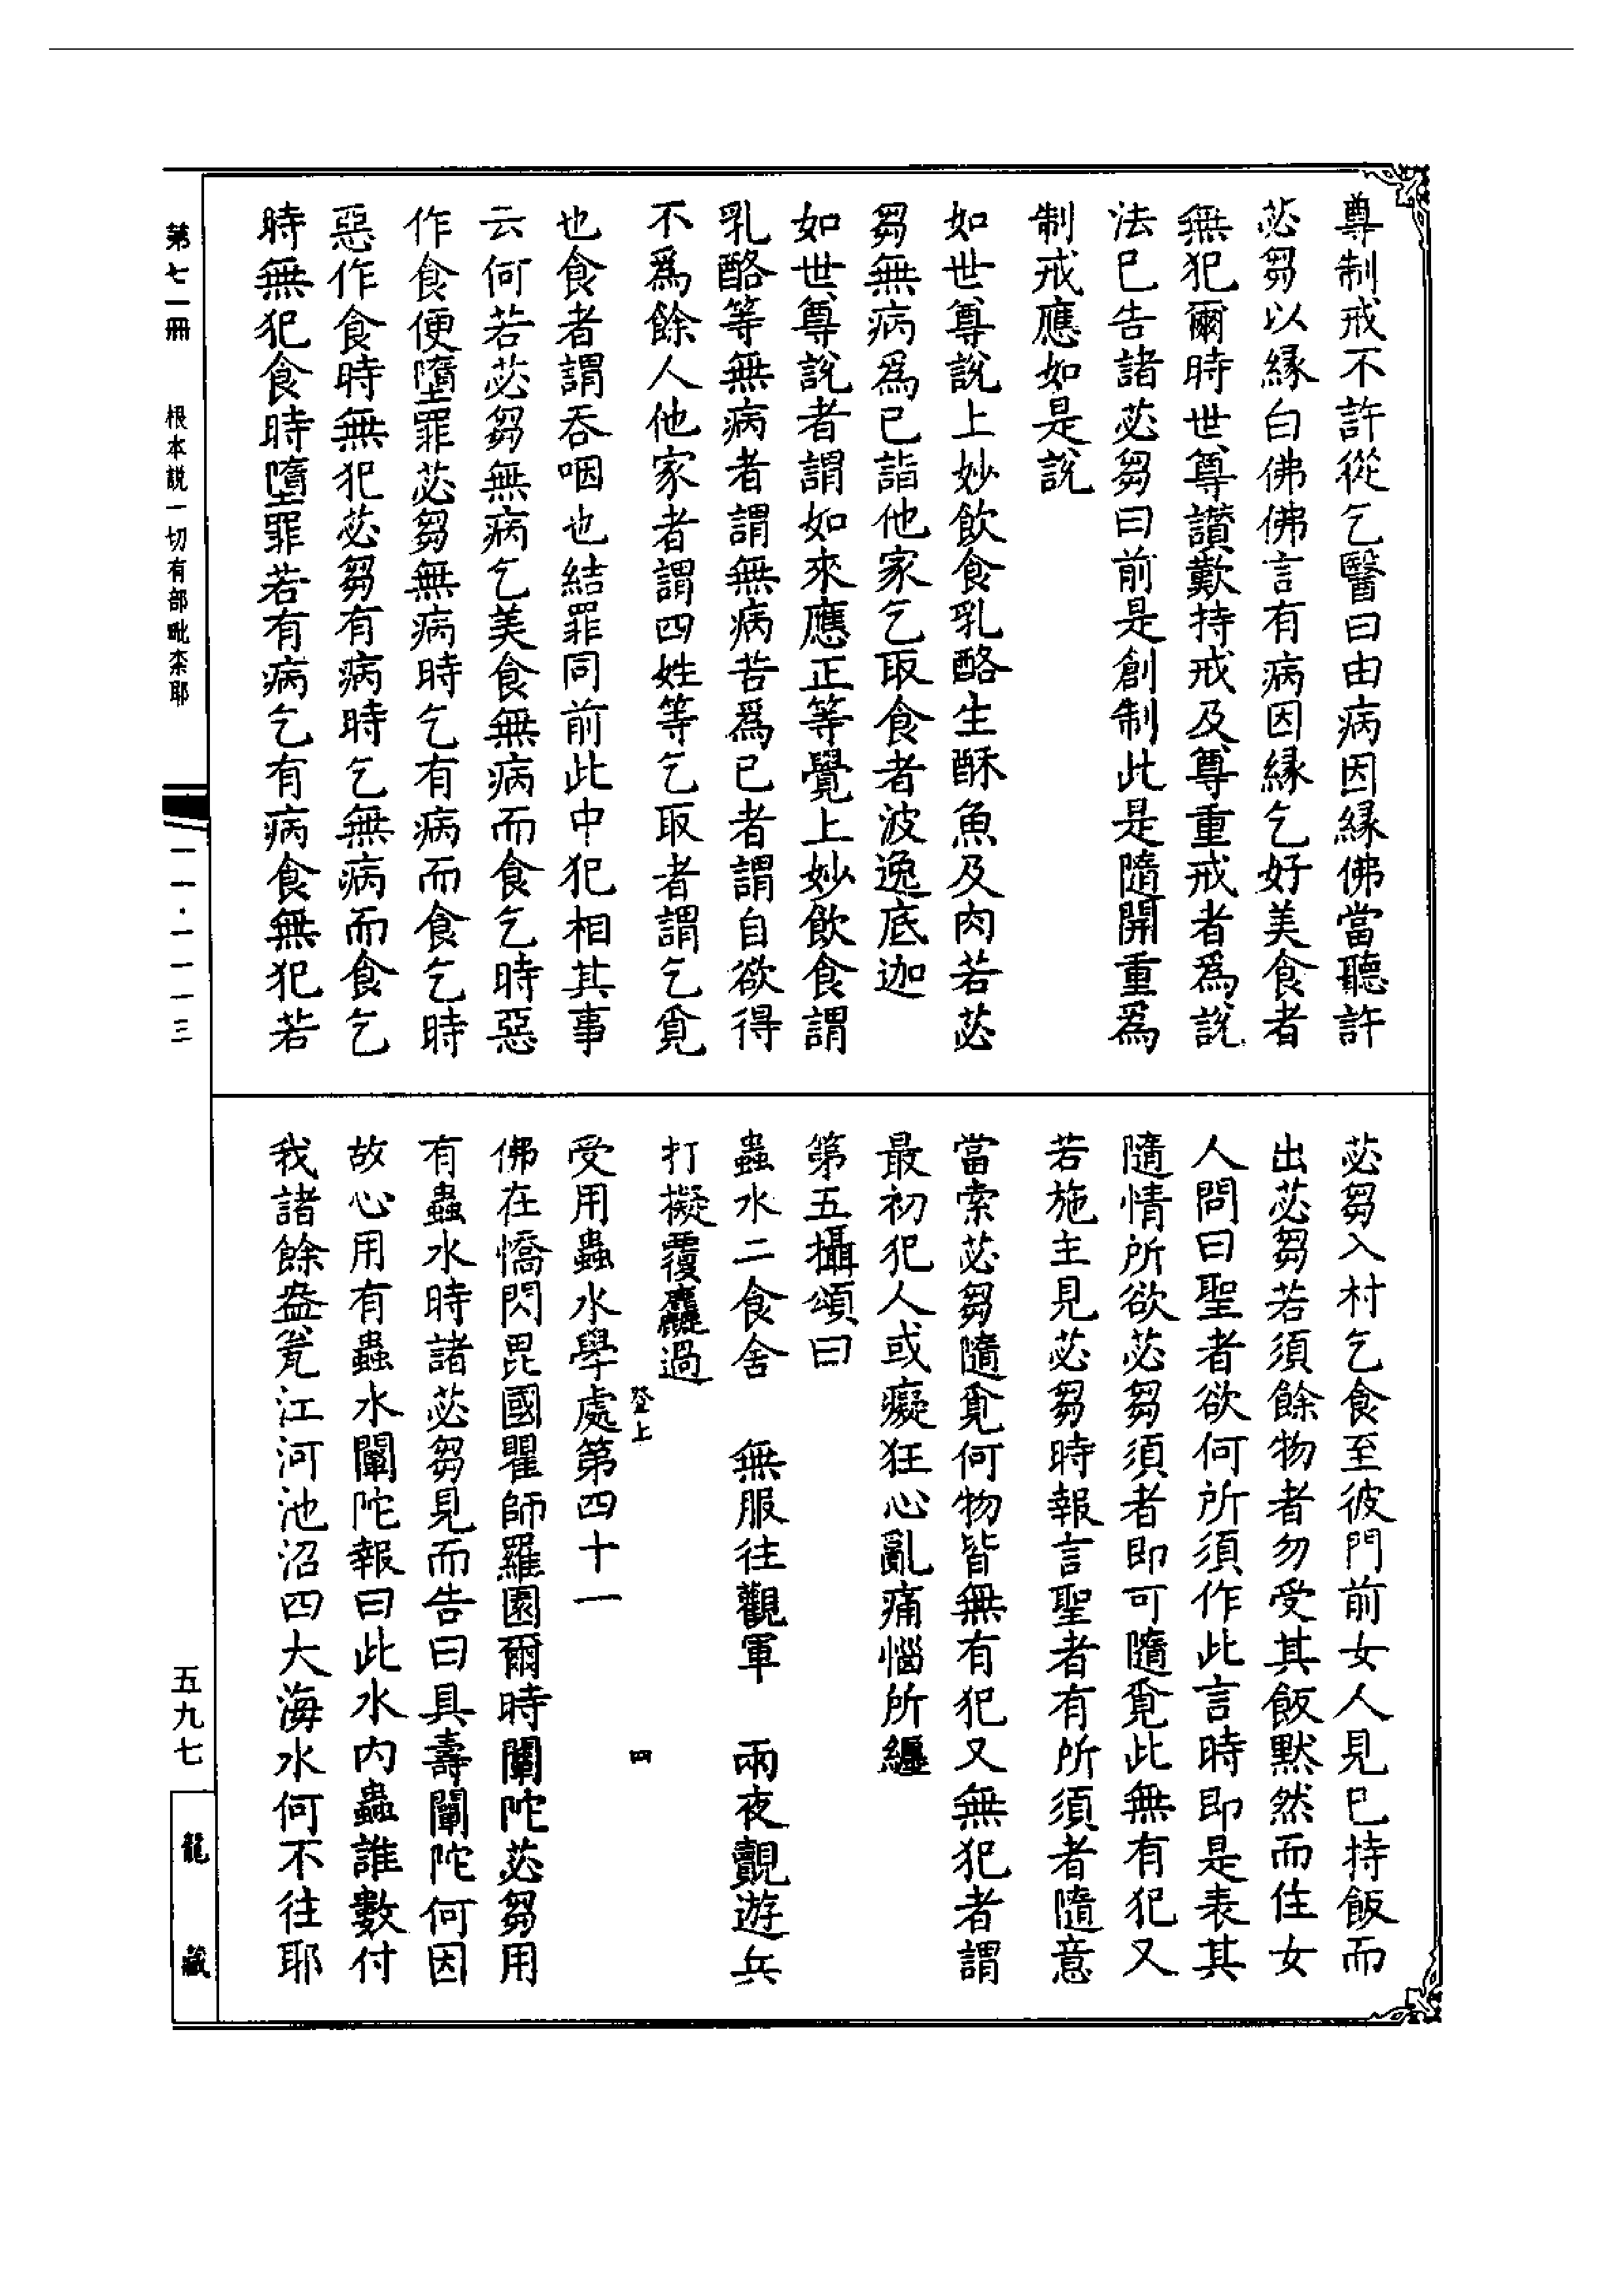 尊制戒不許從乞醫曰由病因緣佛當聽許
苾芻以緣白佛佛言有病因緣乞好美食者
無犯爾時世尊讚歎持戒及尊重戒者爲說
法已告諸苾芻曰前是創制此是隨開重爲
制戒應如是說
如世尊說上妙飲食乳酪生酥魚及肉若苾
芻無病爲已詣他家乞取食者波逸底迦
如世尊說者謂如來應正等覺上妙飲食謂
乳酪等無病者謂無病苦爲已者謂自欲得
不爲餘人他家者謂四姓等乞取者謂乞覓
也食者謂吞咽也結罪同前此中犯相其事
云何若苾芻無病乞美食無病而食乞時惡
作食便墮罪苾芻無病時乞有病而食乞時
惡作食時無犯苾芻有病時乞無病而食乞
時無犯食時墮罪若有病乞有病食無犯若
苾芻入村乞食至彼門前女人見已持飯而
出苾芻若須餘物者勿受其飯默然而住女
人問曰聖者欲何所須作此言時即是表其
隨情所欲苾芻須者即可隨覓此無有犯又
若施主見苾芻時報言聖者有所須者隨意
當索苾芻隨覓何物皆無有犯又無犯者謂
最初犯人或癡狂心亂痛惱所纏
第五攝頌曰
蟲水二食舍　無服往觀軍　兩夜觀遊兵
打擬覆麤過
登上　四
受用蟲水學處第四十一
佛在憍閃毘國瞿師羅園爾時闡陀苾芻用
有蟲水時諸苾芻見而告曰具壽闡陀何因
故心用有蟲水闡陀報曰此水內蟲誰數付
我諸餘盎瓮江河池沼四大海水何不往耶
第七一冊　根本説一切有部毗柰耶　一一一·一一一三
五九七
龍藏